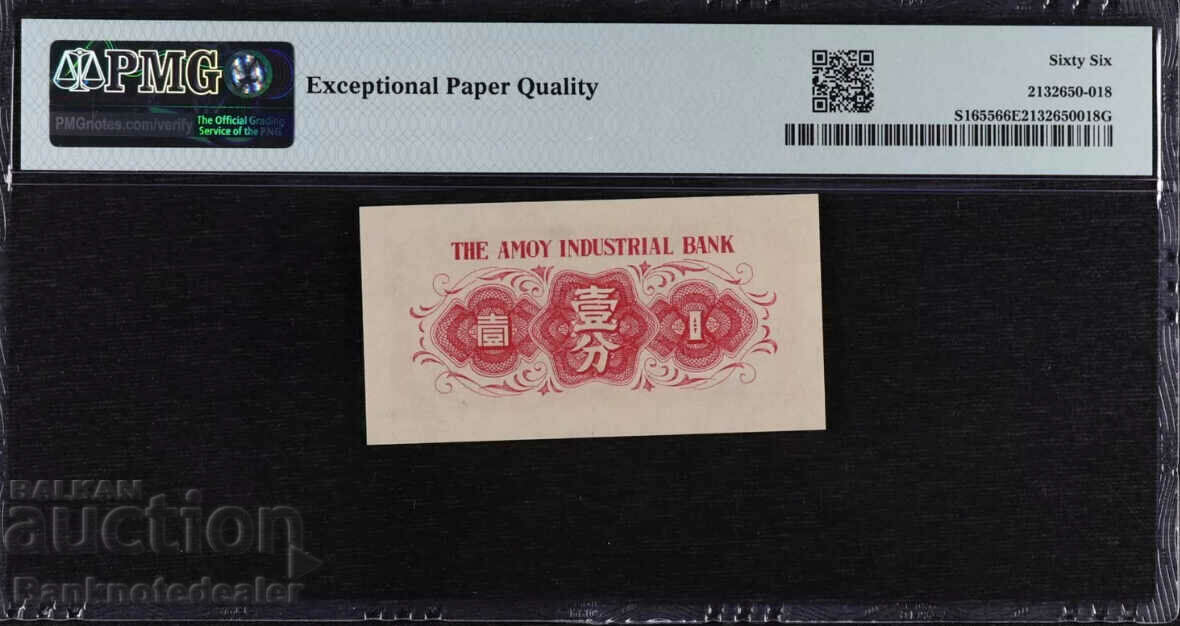 PMG
PMGnotes.com/verify
The Official Grading
Service of the PNG
Exceptional Paper Quality
Sixty Six
2132650-018
S165566E2132650018G
THE AMOY INDUSTRIAL BANK
壹
壹分
1
BALKAN
auction
Banknotedealer